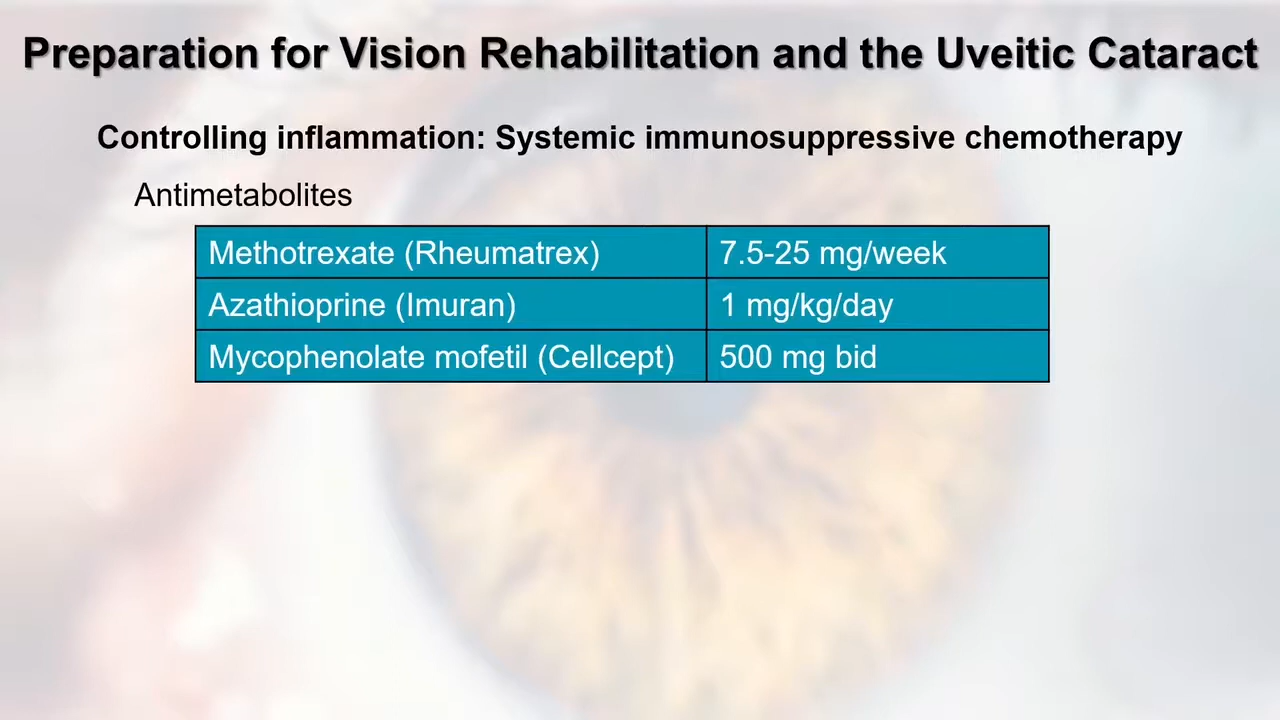 Preparation for Vision Rehabilitation and the Uveitic Cataract
Controlling inflammation: Systemic immunosuppressive chemotherapy
Antimetabolites
Methotrexate (Rheumatrex) 7.5-25 mg/week
Azathioprine (Imuran) 1 mg/kg/day
Mycophenolate mofetil (Cellcept) 500 mg bid